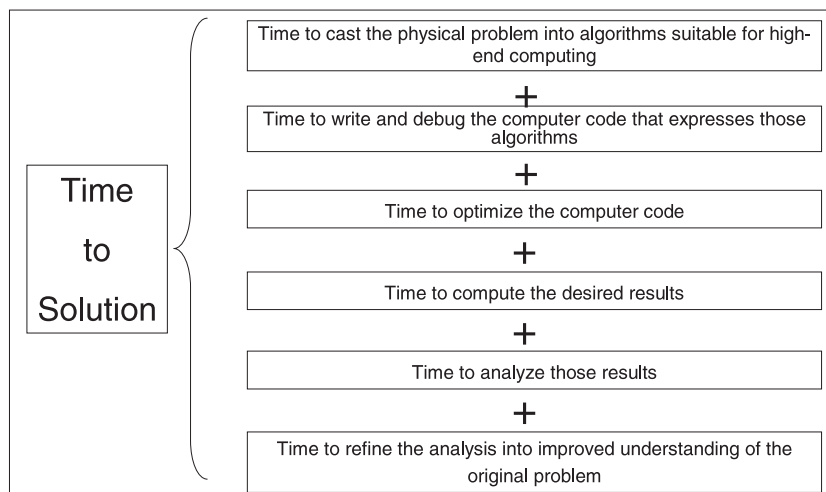 Time
to
Solution
Time to cast the physical problem into algorithms suitable for high-
end computing
+
Time to write and debug the computer code that expresses those
algorithms
+
Time to optimize the computer code
+
Time to compute the desired results
+
Time to analyze those results
+
Time to refine the analysis into improved understanding of the
original problem